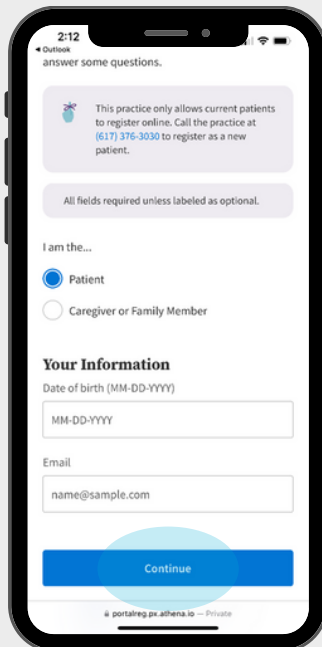 2:12
◀ Outlook
answer some questions.
This practice only allows current patients
to register online. Call the practice at
(617) 376-3030 to register as a new
patient.
All fields required unless labeled as optional.
I am the...
Patient
Caregiver or Family Member
Your Information
Date of birth (MM-DD-YYYY)
MM-DD-YYYY
Email
name@sample.com
Continue
portalreg.px.athena.io — Private